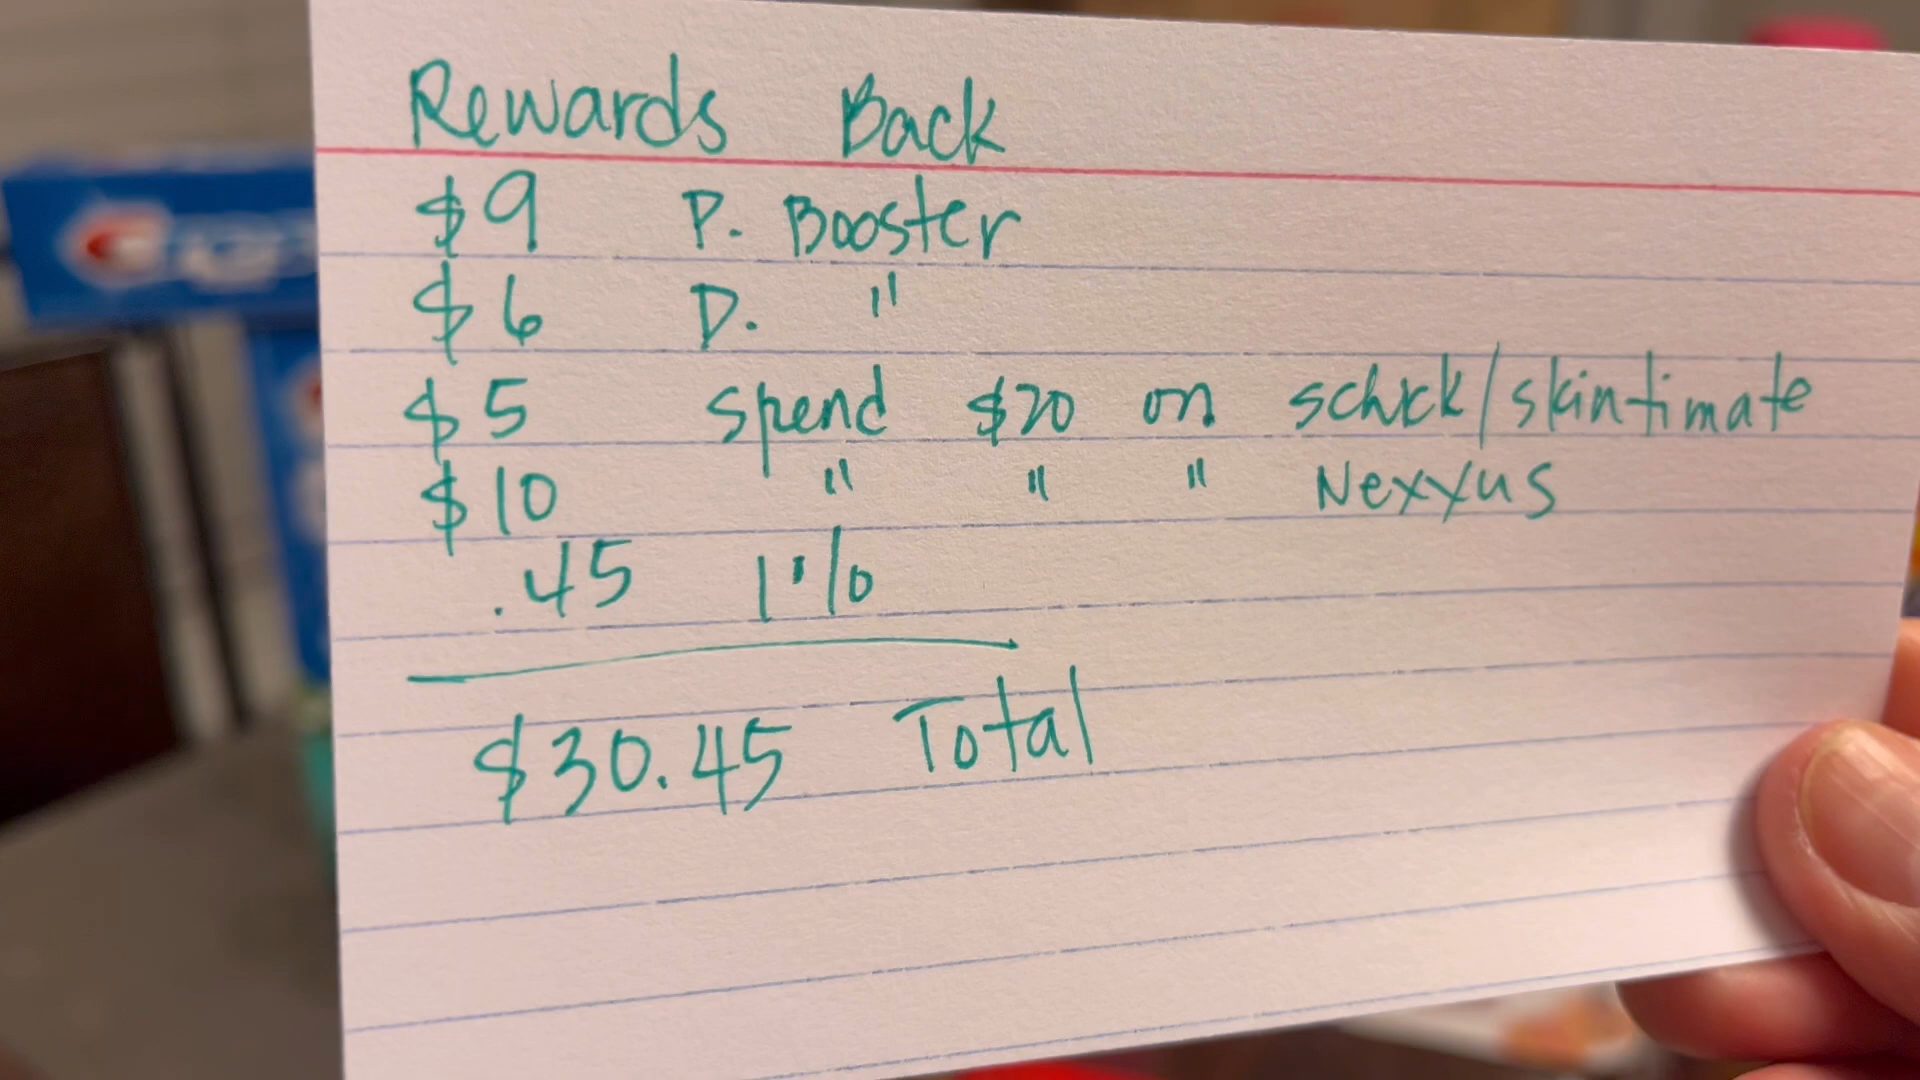 Rewards Back
$9 P. Booster
$6 D. "
$5 spend $20 on schick/skintimate
$10 " " " Nexxus
.45 1%
$30.45 Total